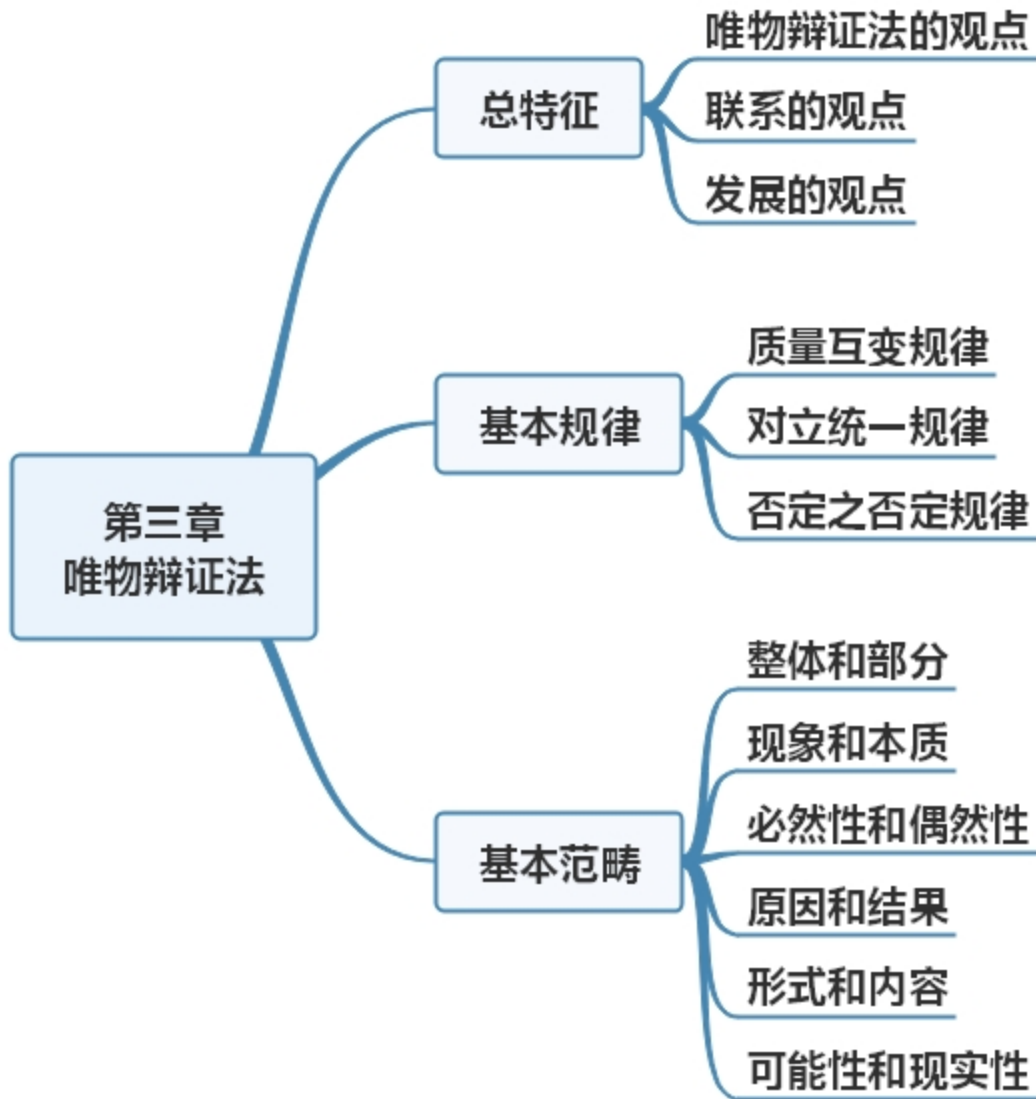 第三章
唯物辩证法
总特征
唯物辩证法的观点
联系的观点
发展的观点
基本规律
质量互变规律
对立统一规律
否定之否定规律
基本范畴
整体和部分
现象和本质
必然性和偶然性
原因和结果
形式和内容
可能性和现实性